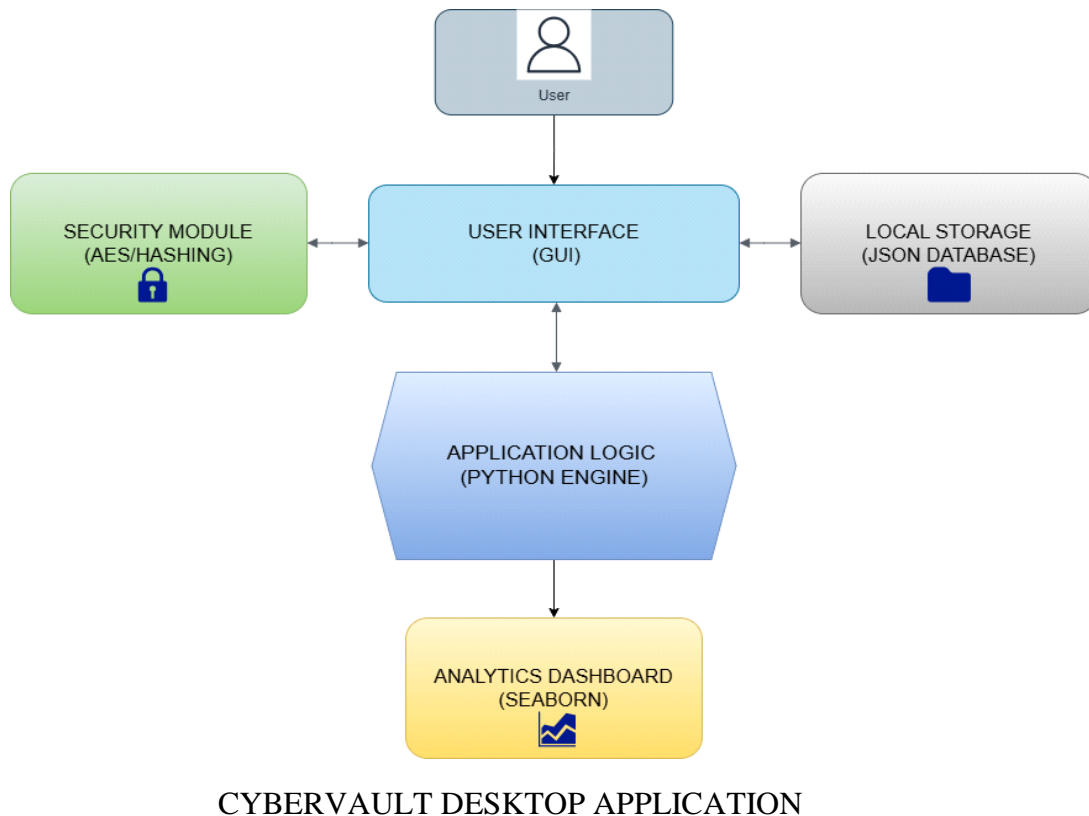 User
SECURITY MODULE
(AES/HASHING)
USER INTERFACE
(GUI)
LOCAL STORAGE
(JSON DATABASE)
APPLICATION LOGIC
(PYTHON ENGINE)
ANALYTICS DASHBOARD
(SEABORN)
CYBERVAULT DESKTOP APPLICATION